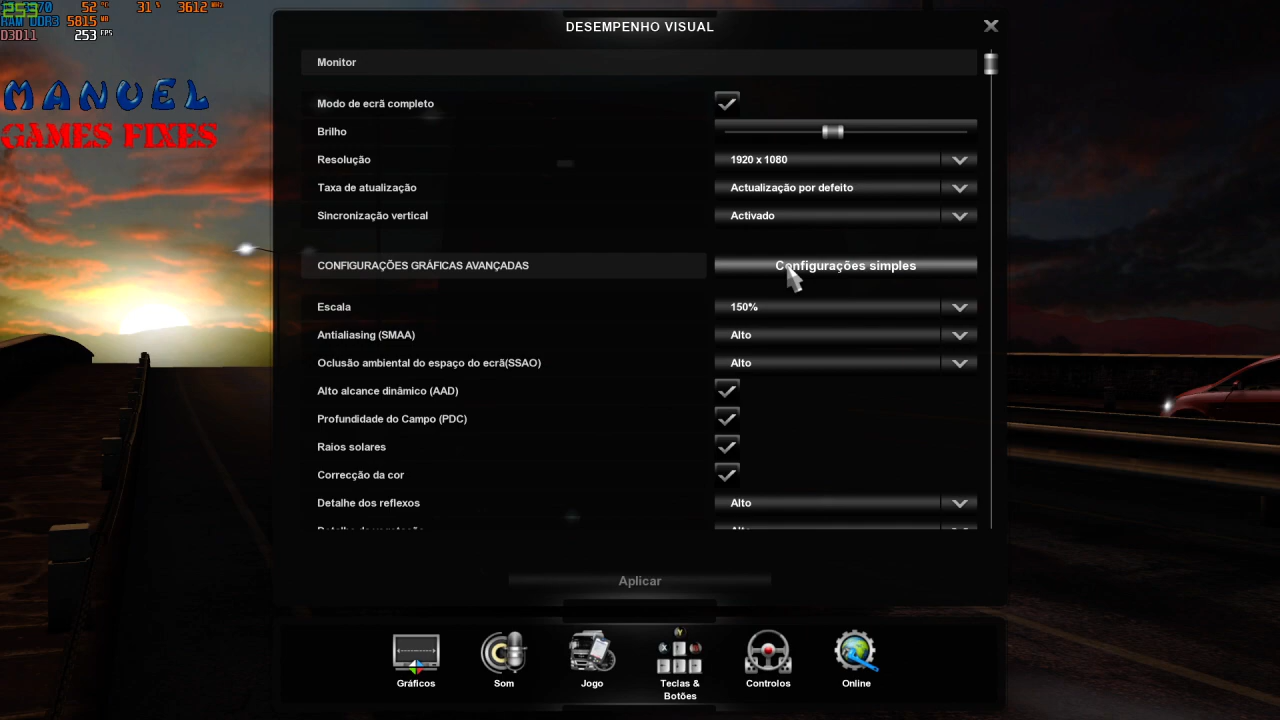 52 °C 31 % 3612 MHz
RAM DDR3 5815 MB
D3D11 253 FPS
MANUEL
GAMES FIXES
DESEMPENHO VISUAL
Monitor
Modo de ecrã completo
Brilho
Resolução 1920 x 1080
Taxa de atualização Actualização por defeito
Sincronização vertical Activado
CONFIGURAÇÕES GRÁFICAS AVANÇADAS Configurações simples
Escala 150%
Antialiasing (SMAA) Alto
Oclusão ambiental do espaço do ecrã(SSAO) Alto
Alto alcance dinâmico (AAD)
Profundidade do Campo (PDC)
Raios solares
Correcção da cor
Detalhe dos reflexos Alto
Aplicar
Gráficos Som Jogo Teclas & Botões Controlos Online